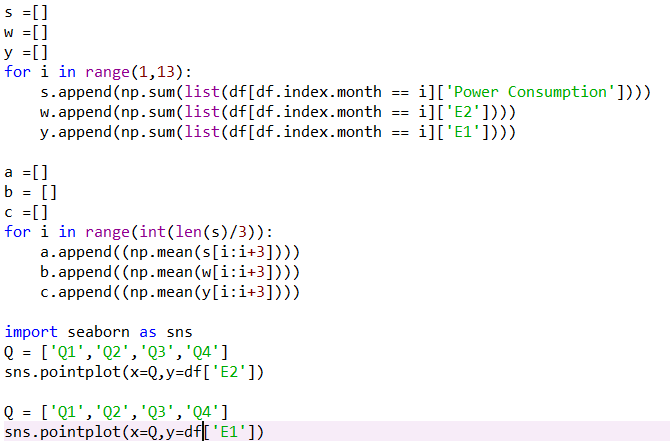 s =[]
w =[]
y =[]
for i in range(1,13):
    s.append(np.sum(list(df[df.index.month == i]['Power Consumption'])))
    w.append(np.sum(list(df[df.index.month == i]['E2'])))
    y.append(np.sum(list(df[df.index.month == i]['E1'])))

a =[]
b = []
c =[]
for i in range(int(len(s)/3)):
    a.append((np.mean(s[i:i+3])))
    b.append((np.mean(w[i:i+3])))
    c.append((np.mean(y[i:i+3])))

import seaborn as sns
Q = ['Q1','Q2','Q3','Q4']
sns.pointplot(x=Q,y=df['E2'])

Q = ['Q1','Q2','Q3','Q4']
sns.pointplot(x=Q,y=df['E1'])